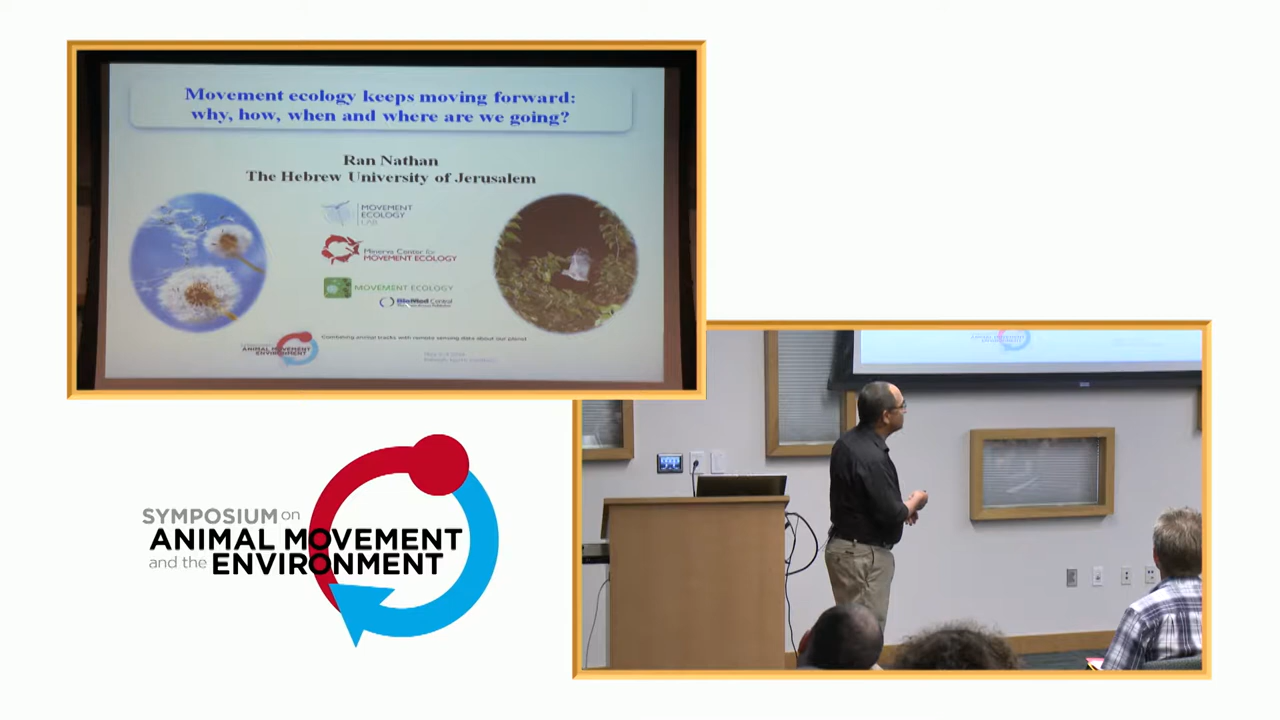 Movement ecology keeps moving forward:
why, how, when and where are we going?
Ran Nathan
The Hebrew University of Jerusalem
MOVEMENT
ECOLOGY
LAB
Minerva Center for
MOVEMENT ECOLOGY
MOVEMENT ECOLOGY
BioMed Central
Combining animal tracks with remote sensing data about our planet
ANIMAL MOVEMENT
ENVIRONMENT
SYMPOSIUM on
ANIMAL MOVEMENT
and the ENVIRONMENT